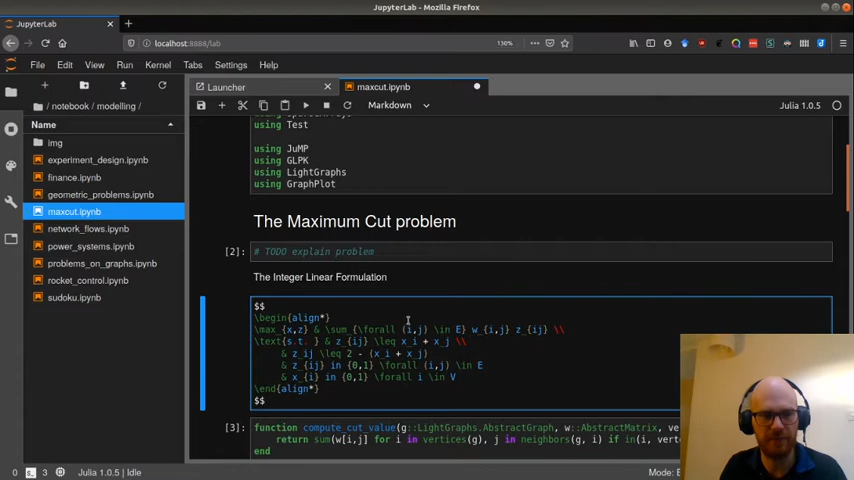 JupyterLab - Mozilla Firefox
JupyterLab
localhost:8888/lab
130%
File Edit View Run Kernel Tabs Settings Help
/ notebook / modelling /
Name
img
experiment_design.ipynb
finance.ipynb
geometric_problems.ipynb
maxcut.ipynb
network_flows.ipynb
power_systems.ipynb
problems_on_graphs.ipynb
rocket_control.ipynb
sudoku.ipynb
Launcher
maxcut.ipynb
Markdown
Julia 1.0.5
using Test
using JuMP
using GLPK
using LightGraphs
using GraphPlot
The Maximum Cut problem
[2]: # TODO explain problem
The Integer Linear Formulation
$$
\begin{align*}
\max_{x,z} & \sum_{\forall (i,j) \in E} w_{i,j} z_{ij} \\
\text{s.t. } & z_{ij} \leq x_i + x_j \\
& z_ij \leq 2 - (x_i + x_j)
& z_{ij} in {0,1} \forall (i,j) \in E
& x_{i} in {0,1} \forall i \in V
\end{align*}
$$
[3]: function compute_cut_value(g::LightGraphs.AbstractGraph, w::AbstractMatrix,
return sum(w[i,j] for i in vertices(g), j in neighbors(g, i) if in(i,
end
0 3 Julia 1.0.5 | Idle